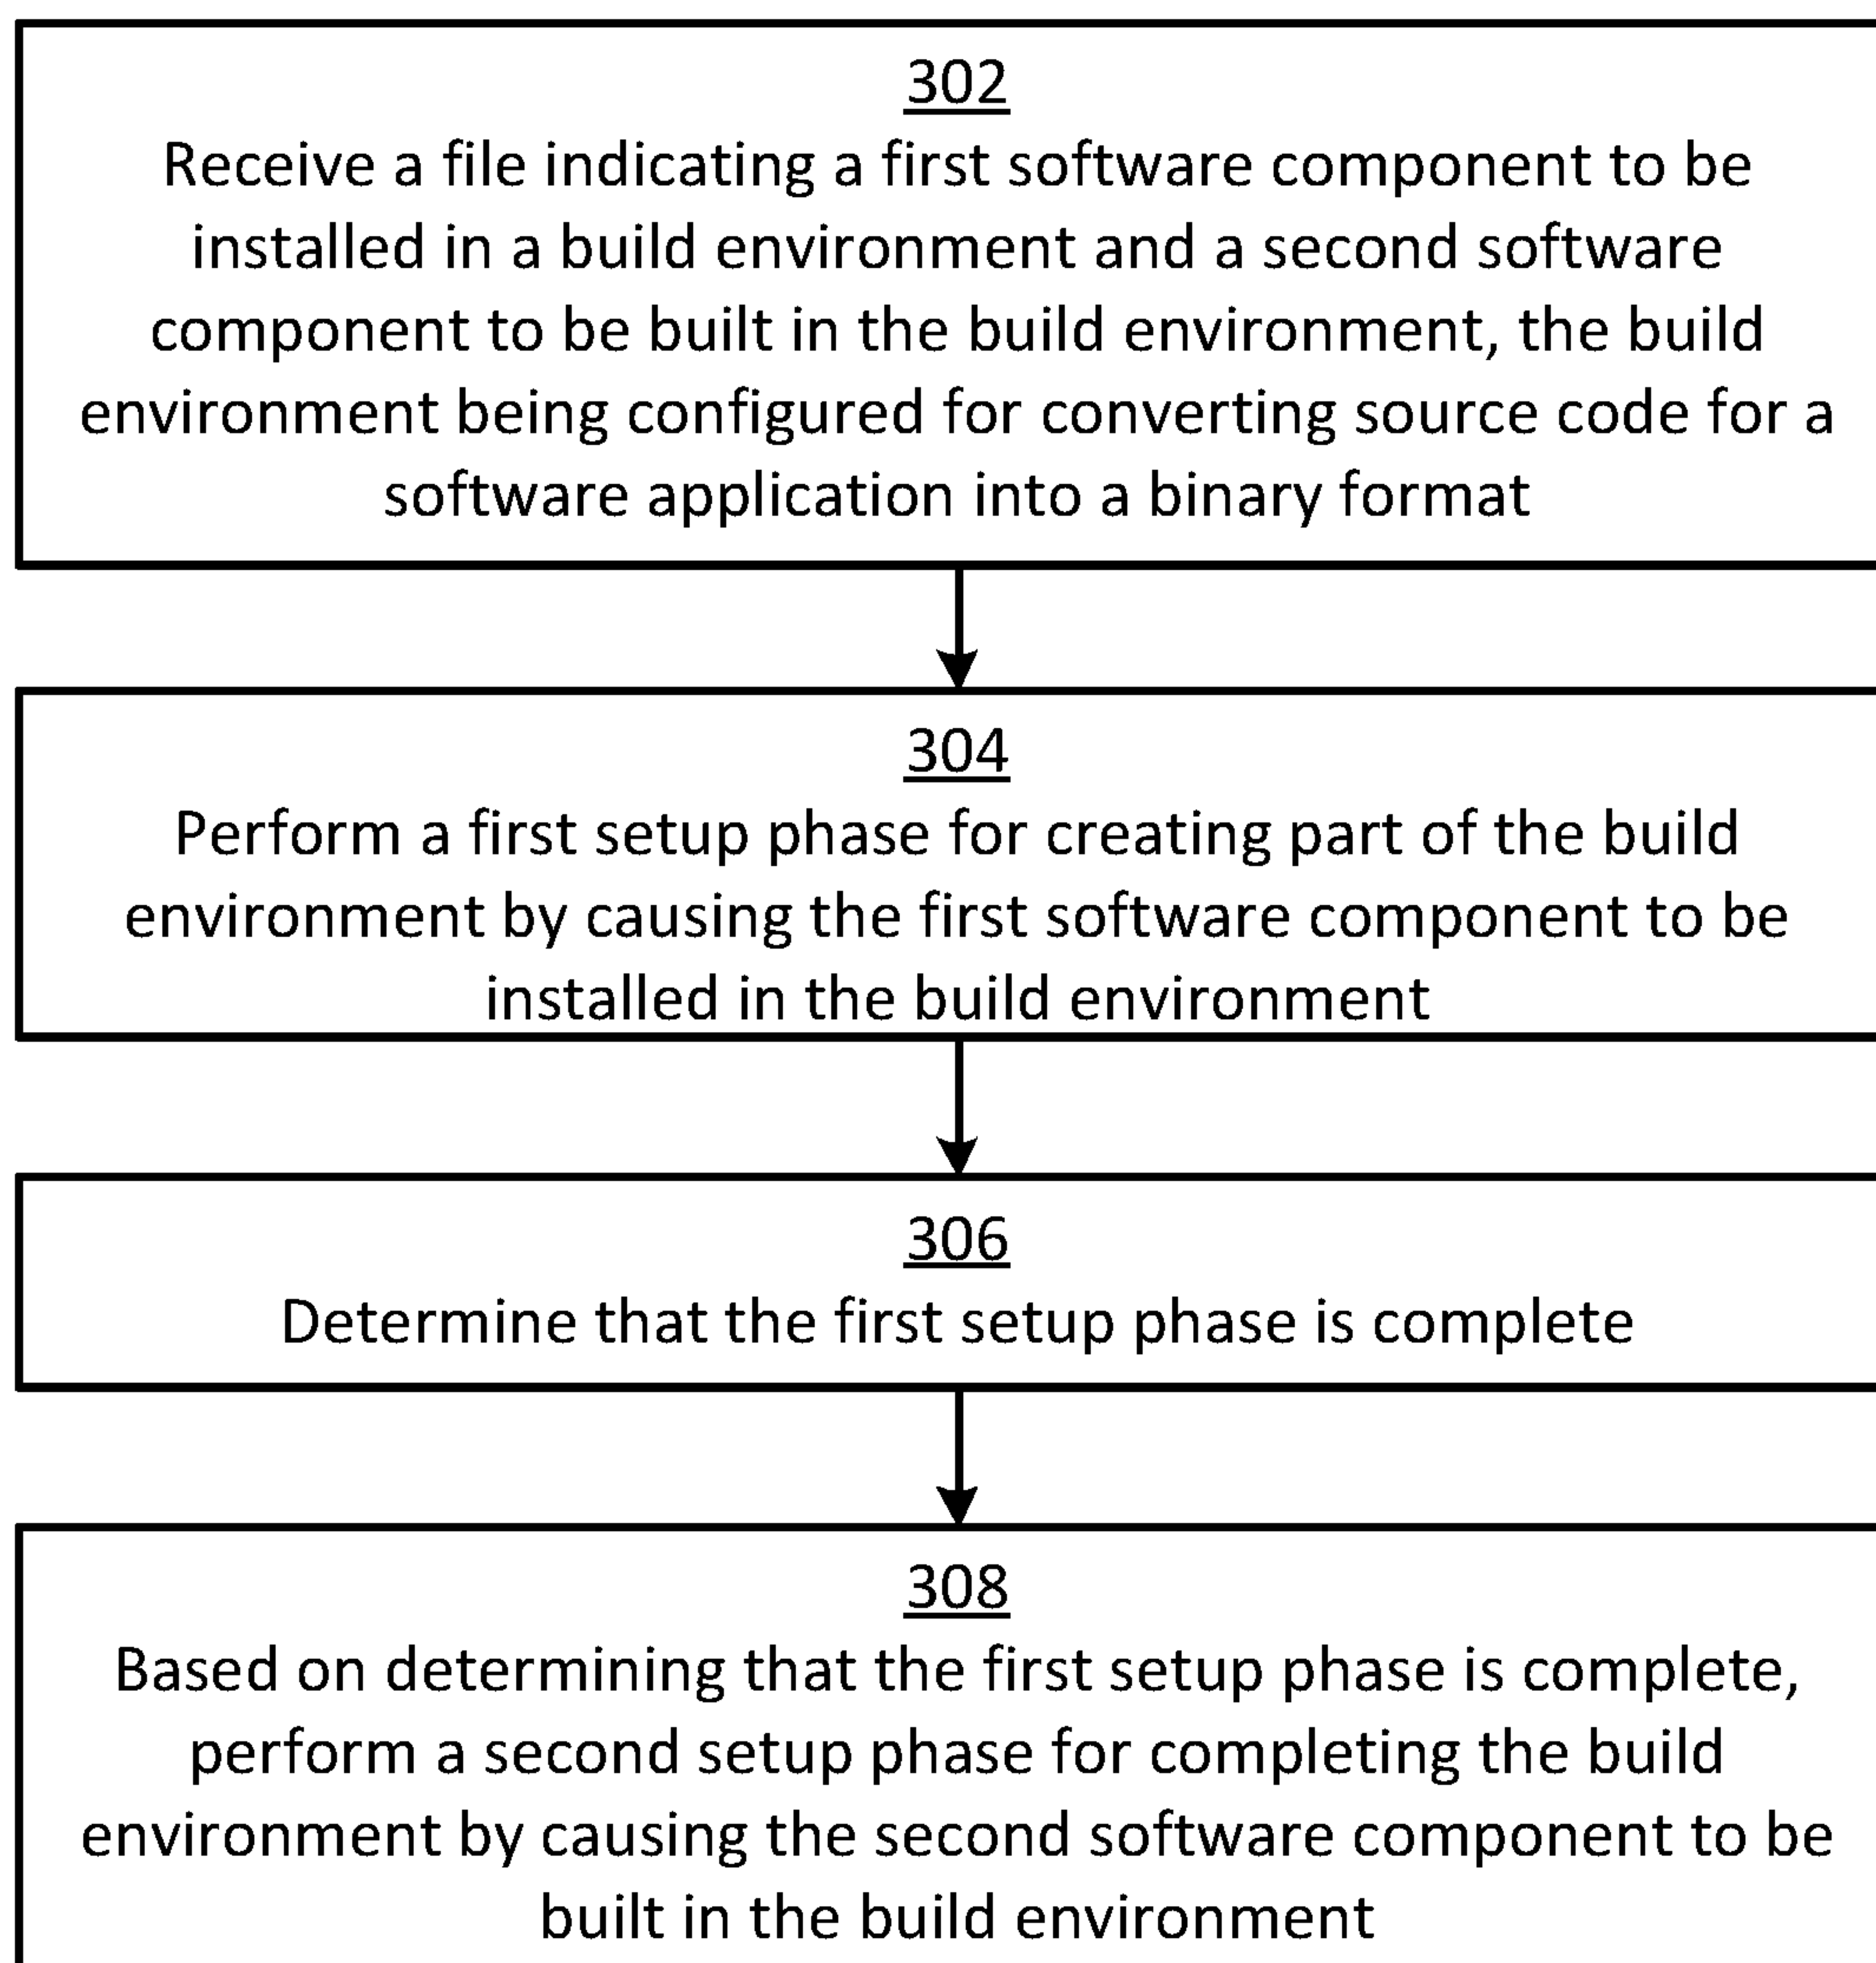 302
Receive a file indicating a first software component to be
installed in a build environment and a second software
component to be built in the build environment, the build
environment being configured for converting source code for a
software application into a binary format
304
Perform a first setup phase for creating part of the build
environment by causing the first software component to be
installed in the build environment
306
Determine that the first setup phase is complete
308
Based on determining that the first setup phase is complete,
perform a second setup phase for completing the build
environment by causing the second software component to be
built in the build environment